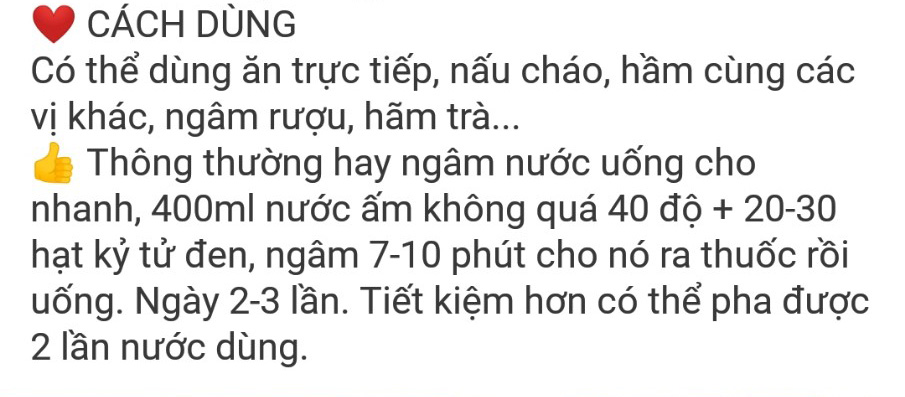 ❤️ CÁCH DÙNG
Có thể dùng ăn trực tiếp, nấu cháo, hầm cùng các
vị khác, ngâm rượu, hãm trà...
👍 Thông thường hay ngâm nước uống cho
nhanh, 400ml nước ấm không quá 40 độ + 20-30
hạt kỷ tử đen, ngâm 7-10 phút cho nó ra thuốc rồi
uống. Ngày 2-3 lần. Tiết kiệm hơn có thể pha được
2 lần nước dùng.